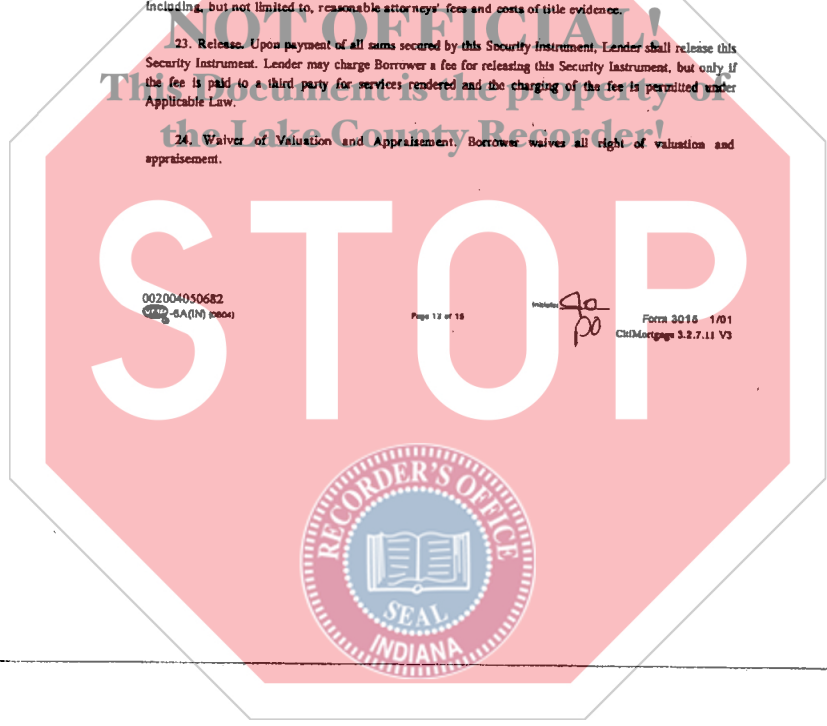 including, but not limited to, reasonable attorneys' fees and costs of title evidence.
NOT OFFICIAL!
23. Release. Upon payment of all sums secured by this Security Instrument, Lender shall release this
Security Instrument. Lender may charge Borrower a fee for releasing this Security Instrument, but only if
This Document is the property of
the fee is paid to a third party for services rendered and the charging of the fee is permitted under
Applicable Law.
the Lake County Recorder!
24. Waiver of Valuation and Appraisement. Borrower waives all right of valuation and
appraisement.
STOP
002004050682
-6A(IN) (0604)
Page 13 of 15
Initials:
Form 3015 1/01
CitiMortgage 3.2.7.11 V3
RECORDER'S OFFICE
SEAL
INDIANA